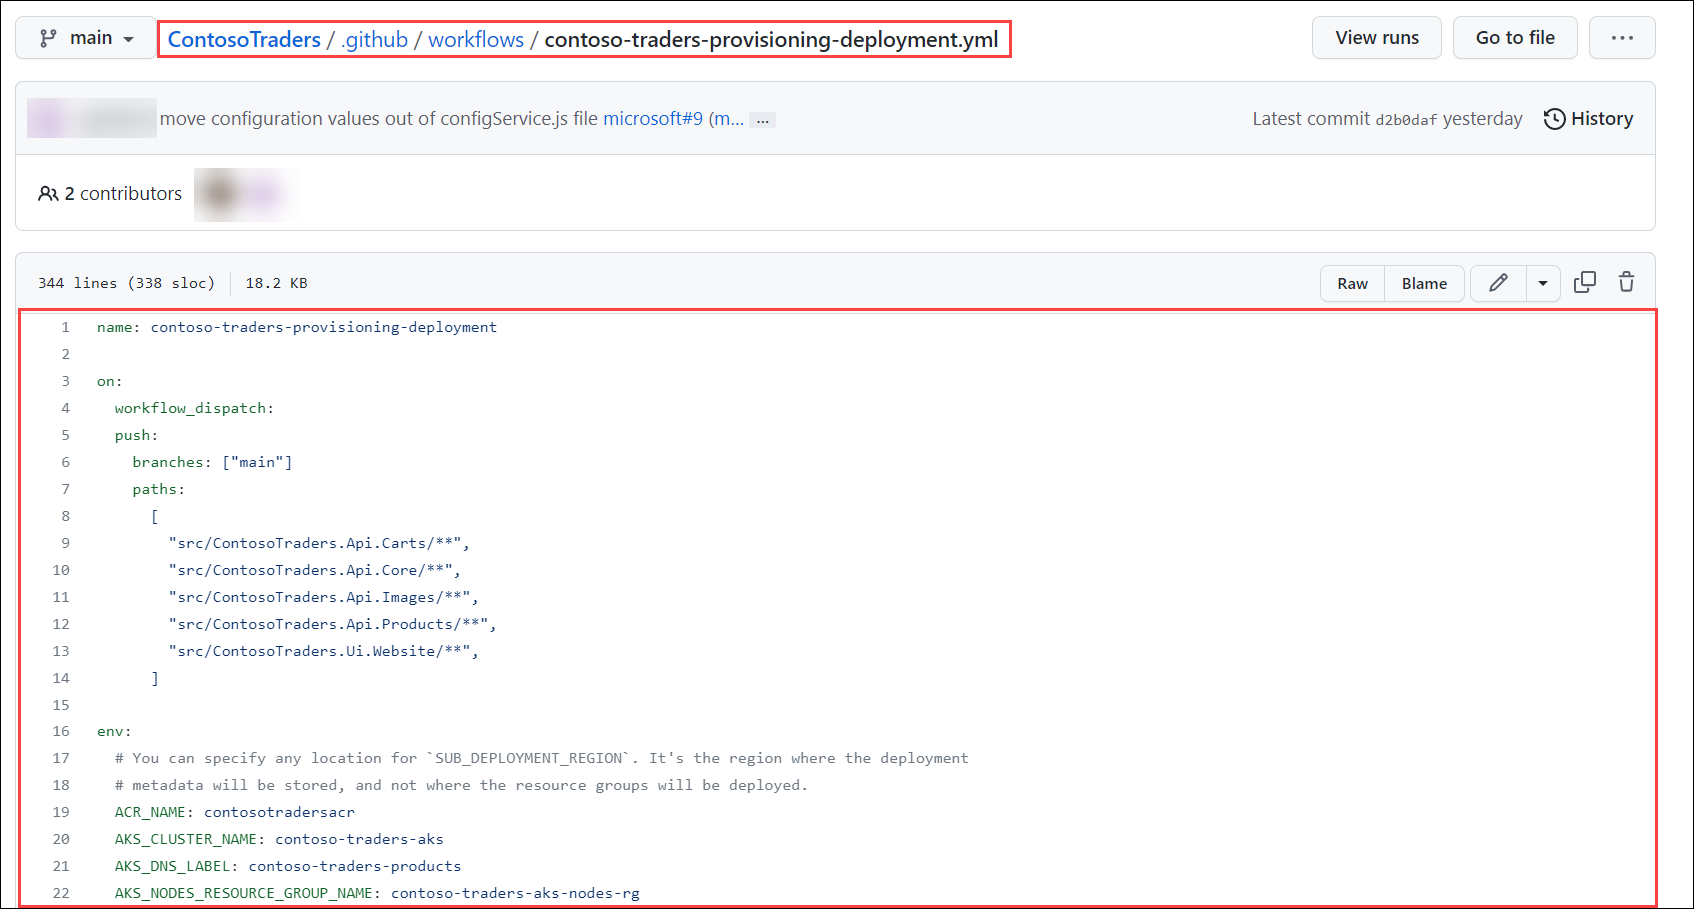 main ContosoTraders / .github / workflows / contoso-traders-provisioning-deployment.yml View runs Go to file ...
move configuration values out of configService.js file microsoft#9 (m... ... Latest commit d2b0daf yesterday History
2 contributors
344 lines (338 sloc) 18.2 KB Raw Blame
1 name: contoso-traders-provisioning-deployment
2
3 on:
4 workflow_dispatch:
5 push:
6 branches: ["main"]
7 paths:
8 [
9 "src/ContosoTraders.Api.Carts/**",
10 "src/ContosoTraders.Api.Core/**",
11 "src/ContosoTraders.Api.Images/**",
12 "src/ContosoTraders.Api.Products/**",
13 "src/ContosoTraders.Ui.Website/**",
14 ]
15
16 env:
17 # You can specify any location for `SUB_DEPLOYMENT_REGION`. It's the region where the deployment
18 # metadata will be stored, and not where the resource groups will be deployed.
19 ACR_NAME: contosotradersacr
20 AKS_CLUSTER_NAME: contoso-traders-aks
21 AKS_DNS_LABEL: contoso-traders-products
22 AKS_NODES_RESOURCE_GROUP_NAME: contoso-traders-aks-nodes-rg